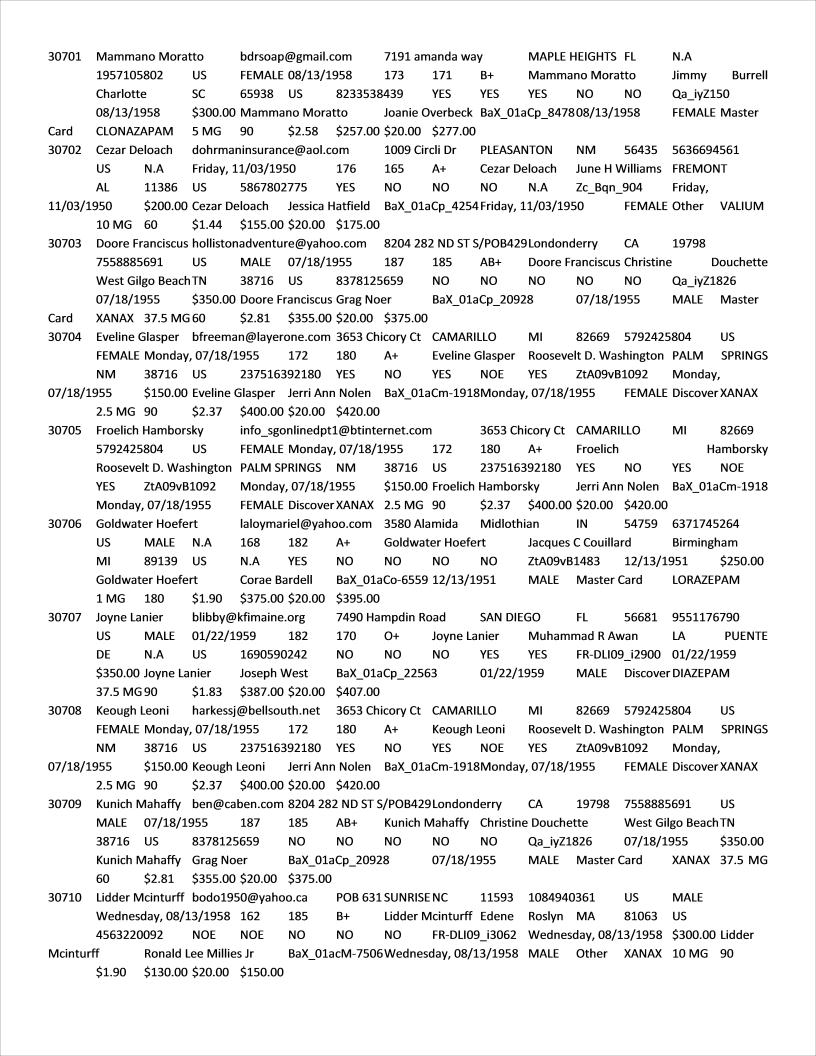 30701 Mammano Moratto bdrsoap@gmail.com 7191 amanda way MAPLE HEIGHTS FL N.A
1957105802 US FEMALE 08/13/1958 173 171 B+ Mammano Moratto Jimmy Burrell
Charlotte SC 65938 US 8233538439 YES YES YES NO NO Qa_iyZ150
08/13/1958 $300.00 Mammano Moratto Joanie Overbeck BaX_01aCp_8478 08/13/1958 FEMALE Master
Card CLONAZAPAM 5 MG 90 $2.58 $257.00 $20.00 $277.00
30702 Cezar Deloach dohrmaninsurance@aol.com 1009 Circli Dr PLEASANTON NM 56435 5636694561
US N.A Friday, 11/03/1950 176 165 A+ Cezar Deloach June H Williams FREMONT
AL 11386 US 5867802775 YES NO NO NO N.A Zc_Bqn_904 Friday,
11/03/1950 $200.00 Cezar Deloach Jessica Hatfield BaX_01aCp_4254 Friday, 11/03/1950 FEMALE Other VALIUM
10 MG 60 $1.44 $155.00 $20.00 $175.00
30703 Doore Franciscus hollistonadventure@yahoo.com 8204 282 ND ST S/POB429 Londonderry CA 19798
7558885691 US MALE 07/18/1955 187 185 AB+ Doore Franciscus Christine Douchette
West Gilgo Beach TN 38716 US 8378125659 NO NO NO NO NO Qa_iyZ1826
07/18/1955 $350.00 Doore Franciscus Grag Noer BaX_01aCp_20928 07/18/1955 MALE Master
Card XANAX 37.5 MG 60 $2.81 $355.00 $20.00 $375.00
30704 Eveline Glasper bfreeman@layerone.com 3653 Chicory Ct CAMARILLO MI 82669 5792425804 US
FEMALE Monday, 07/18/1955 172 180 A+ Eveline Glasper Roosevelt D. Washington PALM SPRINGS
NM 38716 US 237516392180 YES NO YES NOE YES ZtA09vB1092 Monday,
07/18/1955 $150.00 Eveline Glasper Jerri Ann Nolen BaX_01aCm-1918 Monday, 07/18/1955 FEMALE Discover XANAX
2.5 MG 90 $2.37 $400.00 $20.00 $420.00
30705 Froelich Hamborsky info_sgonlinedpt1@btinternet.com 3653 Chicory Ct CAMARILLO MI 82669
5792425804 US FEMALE Monday, 07/18/1955 172 180 A+ Froelich Hamborsky
Roosevelt D. Washington PALM SPRINGS NM 38716 US 237516392180 YES NO YES NOE
YES ZtA09vB1092 Monday, 07/18/1955 $150.00 Froelich Hamborsky Jerri Ann Nolen BaX_01aCm-1918
Monday, 07/18/1955 FEMALE Discover XANAX 2.5 MG 90 $2.37 $400.00 $20.00 $420.00
30706 Goldwater Hoefert laloymariel@yahoo.com 3580 Alamida Midlothian IN 54759 6371745264
US MALE N.A 168 182 A+ Goldwater Hoefert Jacques C Couillard Birmingham
MI 89139 US N.A YES NO NO NO NO ZtA09vB1483 12/13/1951 $250.00
Goldwater Hoefert Corae Bardell BaX_01aCo-6559 12/13/1951 MALE Master Card LORAZEPAM
1 MG 180 $1.90 $375.00 $20.00 $395.00
30707 Joyne Lanier blibby@kfimaine.org 7490 Hampdin Road SAN DIEGO FL 56681 9551176790
US MALE 01/22/1959 182 170 O+ Joyne Lanier Muhammad R Awan LA PUENTE
DE N.A US 1690590242 NO NO NO YES YES FR-DLI09_i2900 01/22/1959
$350.00 Joyne Lanier Joseph West BaX_01aCp_22563 01/22/1959 MALE Discover DIAZEPAM
37.5 MG 90 $1.83 $387.00 $20.00 $407.00
30708 Keough Leoni harkessj@bellsouth.net 3653 Chicory Ct CAMARILLO MI 82669 5792425804 US
FEMALE Monday, 07/18/1955 172 180 A+ Keough Leoni Roosevelt D. Washington PALM SPRINGS
NM 38716 US 237516392180 YES NO YES NOE YES ZtA09vB1092 Monday,
07/18/1955 $150.00 Keough Leoni Jerri Ann Nolen BaX_01aCm-1918 Monday, 07/18/1955 FEMALE Discover XANAX
2.5 MG 90 $2.37 $400.00 $20.00 $420.00
30709 Kunich Mahaffy ben@caben.com 8204 282 ND ST S/POB429 Londonderry CA 19798 7558885691 US
MALE 07/18/1955 187 185 AB+ Kunich Mahaffy Christine Douchette West Gilgo Beach TN
38716 US 8378125659 NO NO NO NO NO Qa_iyZ1826 07/18/1955 $350.00
Kunich Mahaffy Grag Noer BaX_01aCp_20928 07/18/1955 MALE Master Card XANAX 37.5 MG
60 $2.81 $355.00 $20.00 $375.00
30710 Lidder Mcinturff bodo1950@yahoo.ca POB 631 SUNRISE NC 11593 1084940361 US MALE
Wednesday, 08/13/1958 162 185 B+ Lidder Mcinturff Edene Roslyn MA 81063 US
4563220092 NOE NOE NO NO NO FR-DLI09_i3062 Wednesday, 08/13/1958 $300.00 Lidder
Mcinturff Ronald Lee Millies Jr BaX_01acM-7506 Wednesday, 08/13/1958 MALE Other XANAX 10 MG 90
$1.90 $130.00 $20.00 $150.00